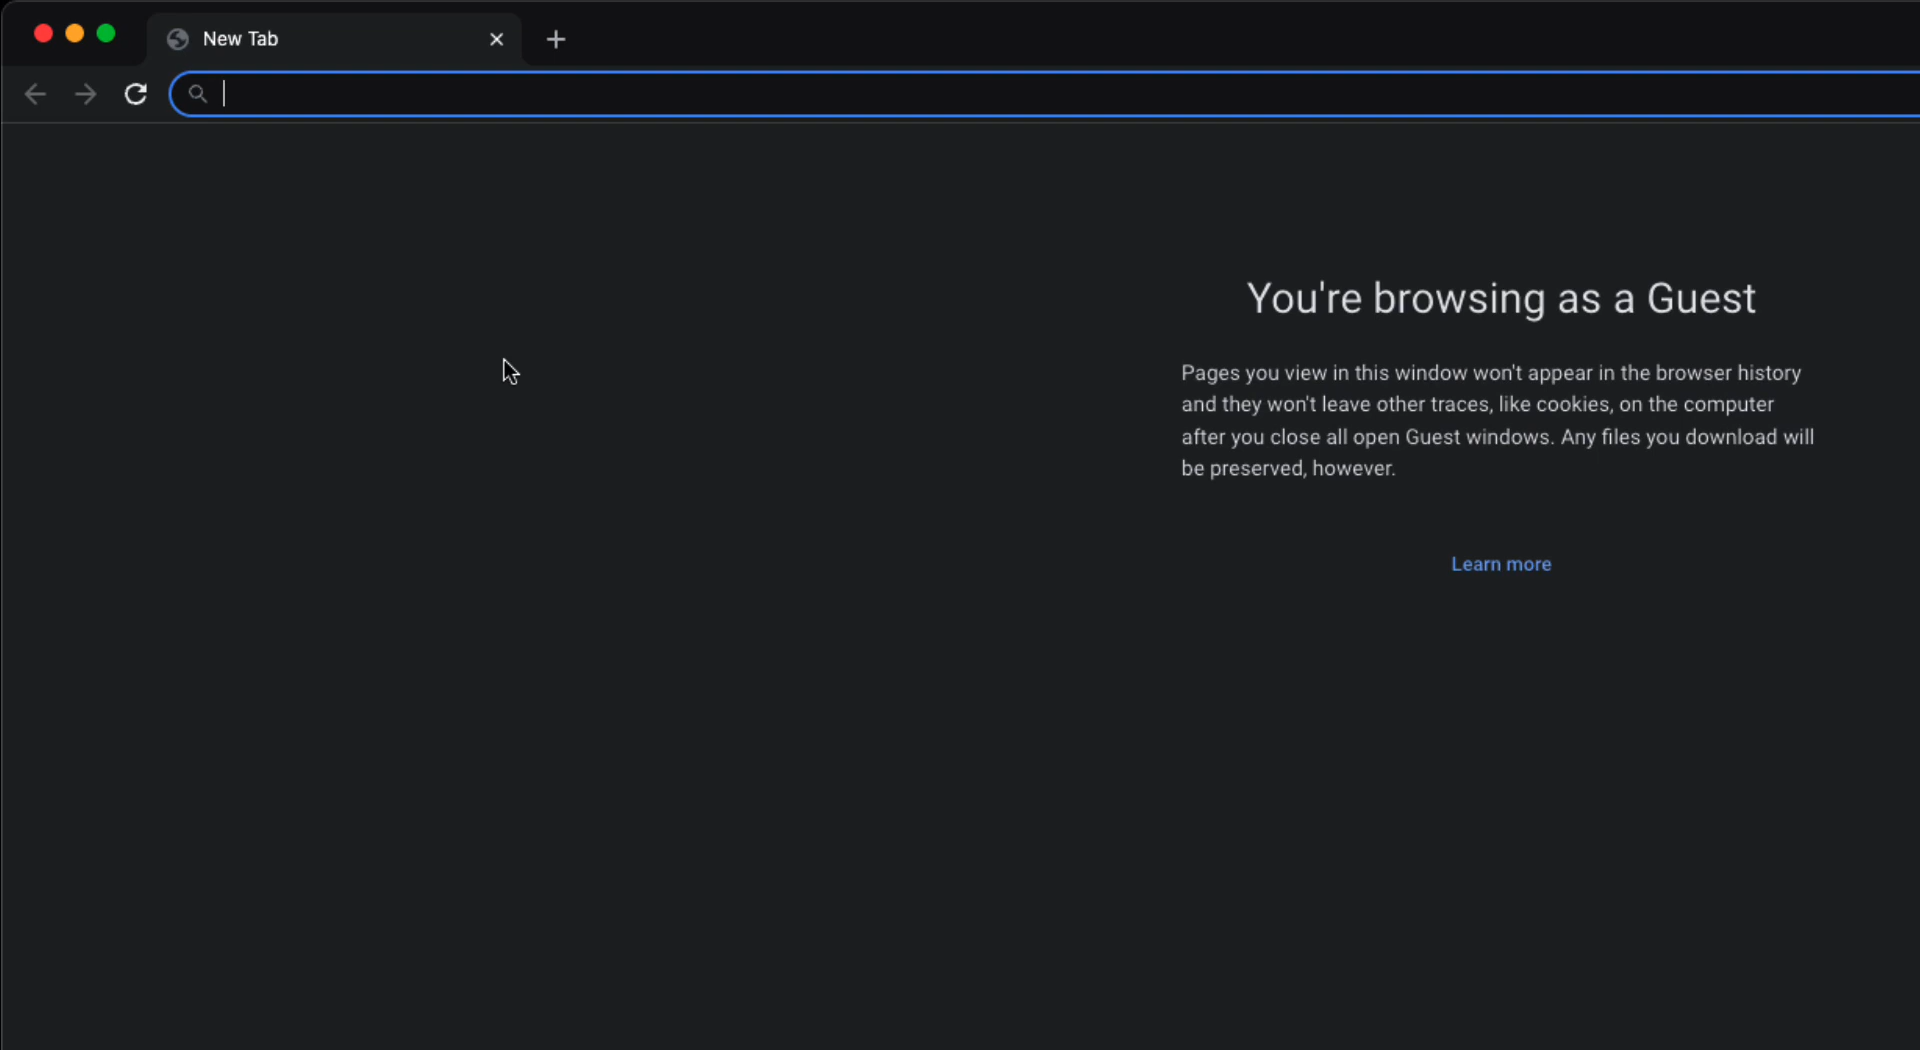 New Tab
You're browsing as a Guest
Pages you view in this window won't appear in the browser history
and they won't leave other traces, like cookies, on the computer
after you close all open Guest windows. Any files you download will
be preserved, however.
Learn more